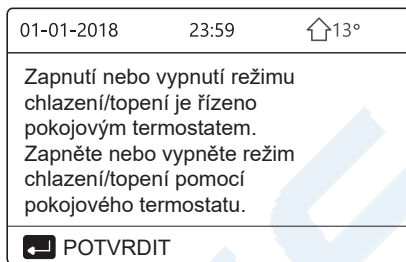 01-01-2018 23:59 13°
Zapnutí nebo vypnutí režimu
chlazení/topení je řízeno
pokojovým termostatem.
Zapněte nebo vypněte režim
chlazení/topení pomocí
pokojového termostatu.
POTVRDIT